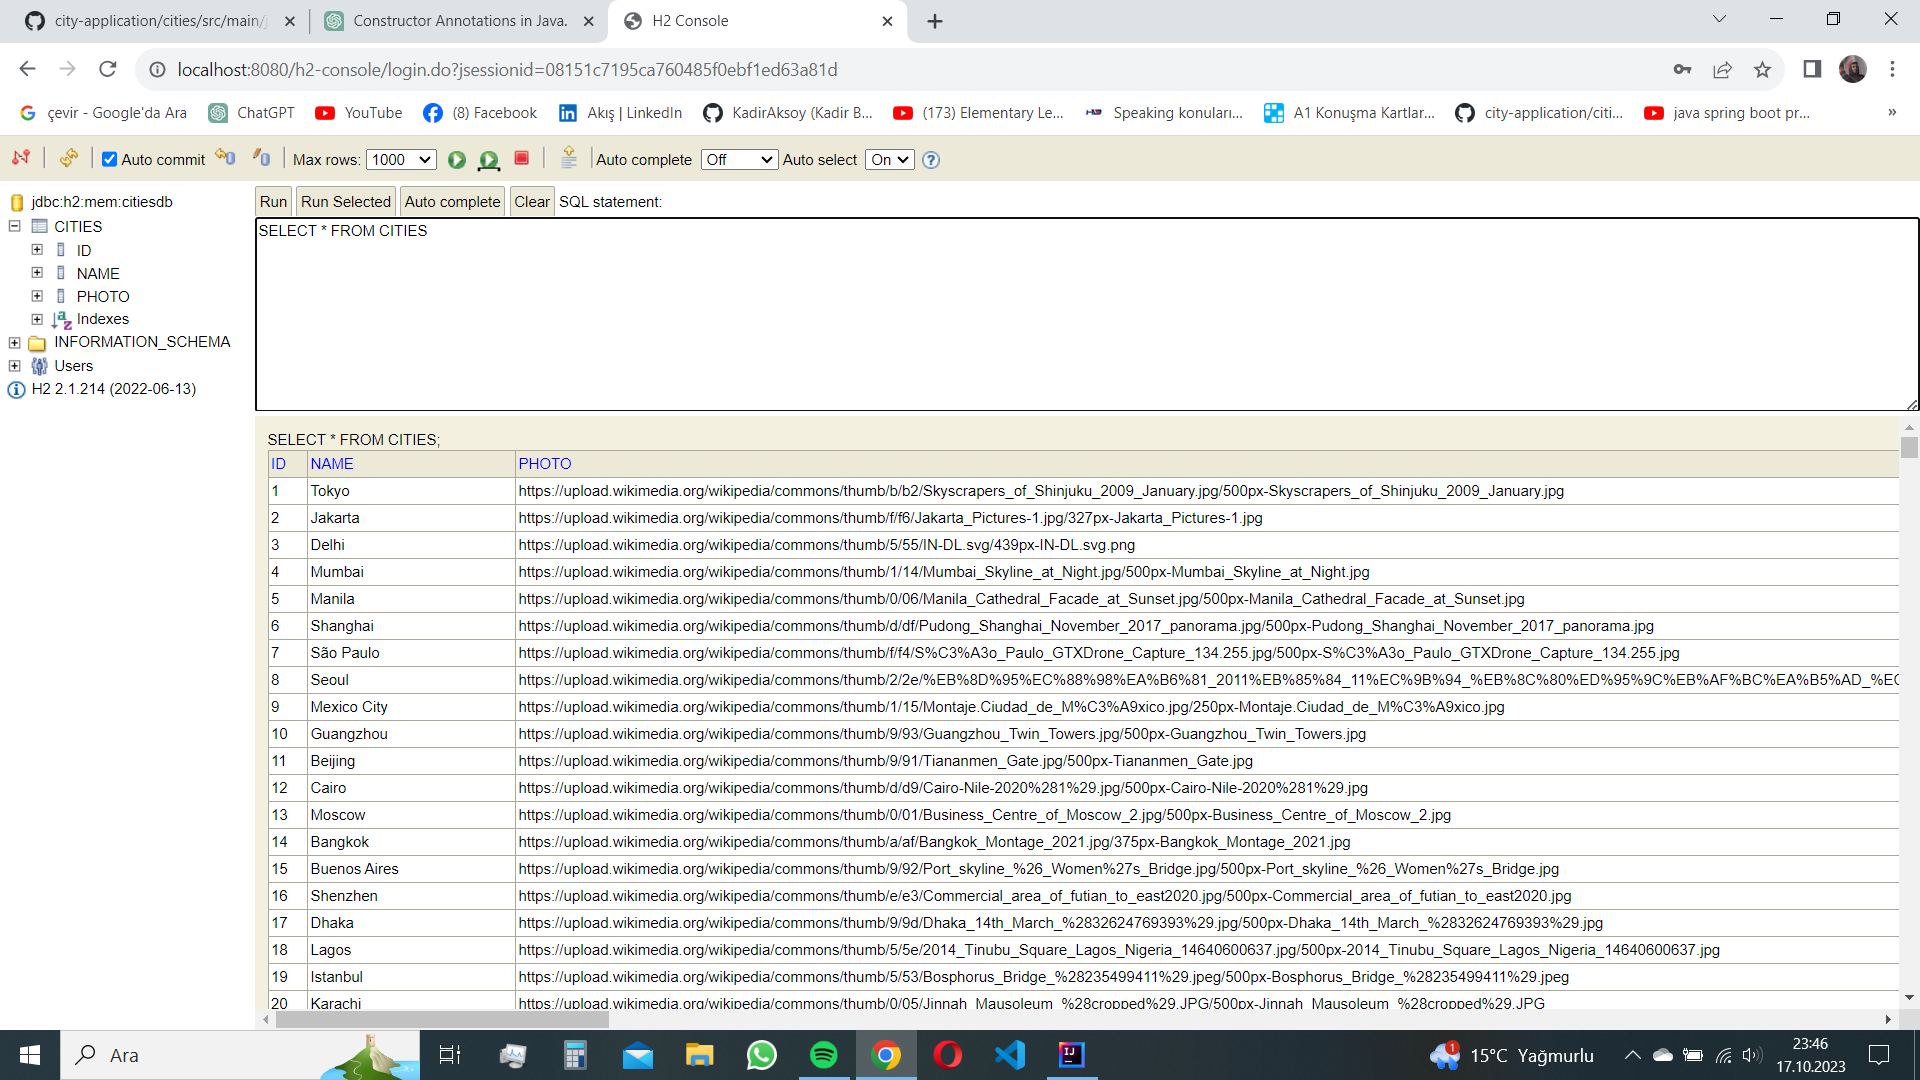 city-application/cities/src/main/j
Constructor Annotations in Java.
H2 Console
localhost:8080/h2-console/login.do?jsessionid=08151c7195ca760485f0ebf1ed63a81d
çevir - Google'da Ara
ChatGPT
YouTube
(8) Facebook
Akış | LinkedIn
KadirAksoy (Kadir B...
(173) Elementary Le...
Speaking konuları...
A1 Konuşma Kartlar...
city-application/citi...
java spring boot pr...
»
Auto commit
Max rows: 1000
Auto complete Off
Auto select On
jdbc:h2:mem:citiesdb
CITIES
ID
NAME
PHOTO
Indexes
INFORMATION_SCHEMA
Users
H2 2.1.214 (2022-06-13)
Run Run Selected Auto complete Clear SQL statement:
SELECT * FROM CITIES
SELECT * FROM CITIES;
ID NAME PHOTO
1 Tokyo https://upload.wikimedia.org/wikipedia/commons/thumb/b/b2/Skyscrapers_of_Shinjuku_2009_January.jpg/500px-Skyscrapers_of_Shinjuku_2009_January.jpg
2 Jakarta https://upload.wikimedia.org/wikipedia/commons/thumb/f/f6/Jakarta_Pictures-1.jpg/327px-Jakarta_Pictures-1.jpg
3 Delhi https://upload.wikimedia.org/wikipedia/commons/thumb/5/55/IN-DL.svg/439px-IN-DL.svg.png
4 Mumbai https://upload.wikimedia.org/wikipedia/commons/thumb/1/14/Mumbai_Skyline_at_Night.jpg/500px-Mumbai_Skyline_at_Night.jpg
5 Manila https://upload.wikimedia.org/wikipedia/commons/thumb/0/06/Manila_Cathedral_Facade_at_Sunset.jpg/500px-Manila_Cathedral_Facade_at_Sunset.jpg
6 Shanghai https://upload.wikimedia.org/wikipedia/commons/thumb/d/df/Pudong_Shanghai_November_2017_panorama.jpg/500px-Pudong_Shanghai_November_2017_panorama.jpg
7 São Paulo https://upload.wikimedia.org/wikipedia/commons/thumb/f/f4/S%C3%A3o_Paulo_GTXDrone_Capture_134.255.jpg/500px-S%C3%A3o_Paulo_GTXDrone_Capture_134.255.jpg
8 Seoul https://upload.wikimedia.org/wikipedia/commons/thumb/2/2e/%EB%8D%95%EC%88%98%EA%B6%81_2011%EB%85%84_11%EC%9B%94_%EB%8C%80%ED%95%9C%EB%AF%BC%EA%B5%AD_%EC
9 Mexico City https://upload.wikimedia.org/wikipedia/commons/thumb/1/15/Montaje.Ciudad_de_M%C3%A9xico.jpg/250px-Montaje.Ciudad_de_M%C3%A9xico.jpg
10 Guangzhou https://upload.wikimedia.org/wikipedia/commons/thumb/9/93/Guangzhou_Twin_Towers.jpg/500px-Guangzhou_Twin_Towers.jpg
11 Beijing https://upload.wikimedia.org/wikipedia/commons/thumb/9/91/Tiananmen_Gate.jpg/500px-Tiananmen_Gate.jpg
12 Cairo https://upload.wikimedia.org/wikipedia/commons/thumb/d/d9/Cairo-Nile-2020%281%29.jpg/500px-Cairo-Nile-2020%281%29.jpg
13 Moscow https://upload.wikimedia.org/wikipedia/commons/thumb/0/01/Business_Centre_of_Moscow_2.jpg/500px-Business_Centre_of_Moscow_2.jpg
14 Bangkok https://upload.wikimedia.org/wikipedia/commons/thumb/a/af/Bangkok_Montage_2021.jpg/375px-Bangkok_Montage_2021.jpg
15 Buenos Aires https://upload.wikimedia.org/wikipedia/commons/thumb/9/92/Port_skyline_%26_Women%27s_Bridge.jpg/500px-Port_skyline_%26_Women%27s_Bridge.jpg
16 Shenzhen https://upload.wikimedia.org/wikipedia/commons/thumb/e/e3/Commercial_area_of_futian_to_east2020.jpg/500px-Commercial_area_of_futian_to_east2020.jpg
17 Dhaka https://upload.wikimedia.org/wikipedia/commons/thumb/9/9d/Dhaka_14th_March_%2832624769393%29.jpg/500px-Dhaka_14th_March_%2832624769393%29.jpg
18 Lagos https://upload.wikimedia.org/wikipedia/commons/thumb/5/5e/2014_Tinubu_Square_Lagos_Nigeria_14640600637.jpg/500px-2014_Tinubu_Square_Lagos_Nigeria_14640600637.jpg
19 Istanbul https://upload.wikimedia.org/wikipedia/commons/thumb/5/53/Bosphorus_Bridge_%28235499411%29.jpeg/500px-Bosphorus_Bridge_%28235499411%29.jpeg
20 Karachi https://upload.wikimedia.org/wikipedia/commons/thumb/0/05/Jinnah_Mausoleum_%28cropped%29.JPG/500px-Jinnah_Mausoleum_%28cropped%29.JPG
Ara
1
15°C Yağmurlu
23:46
17.10.2023